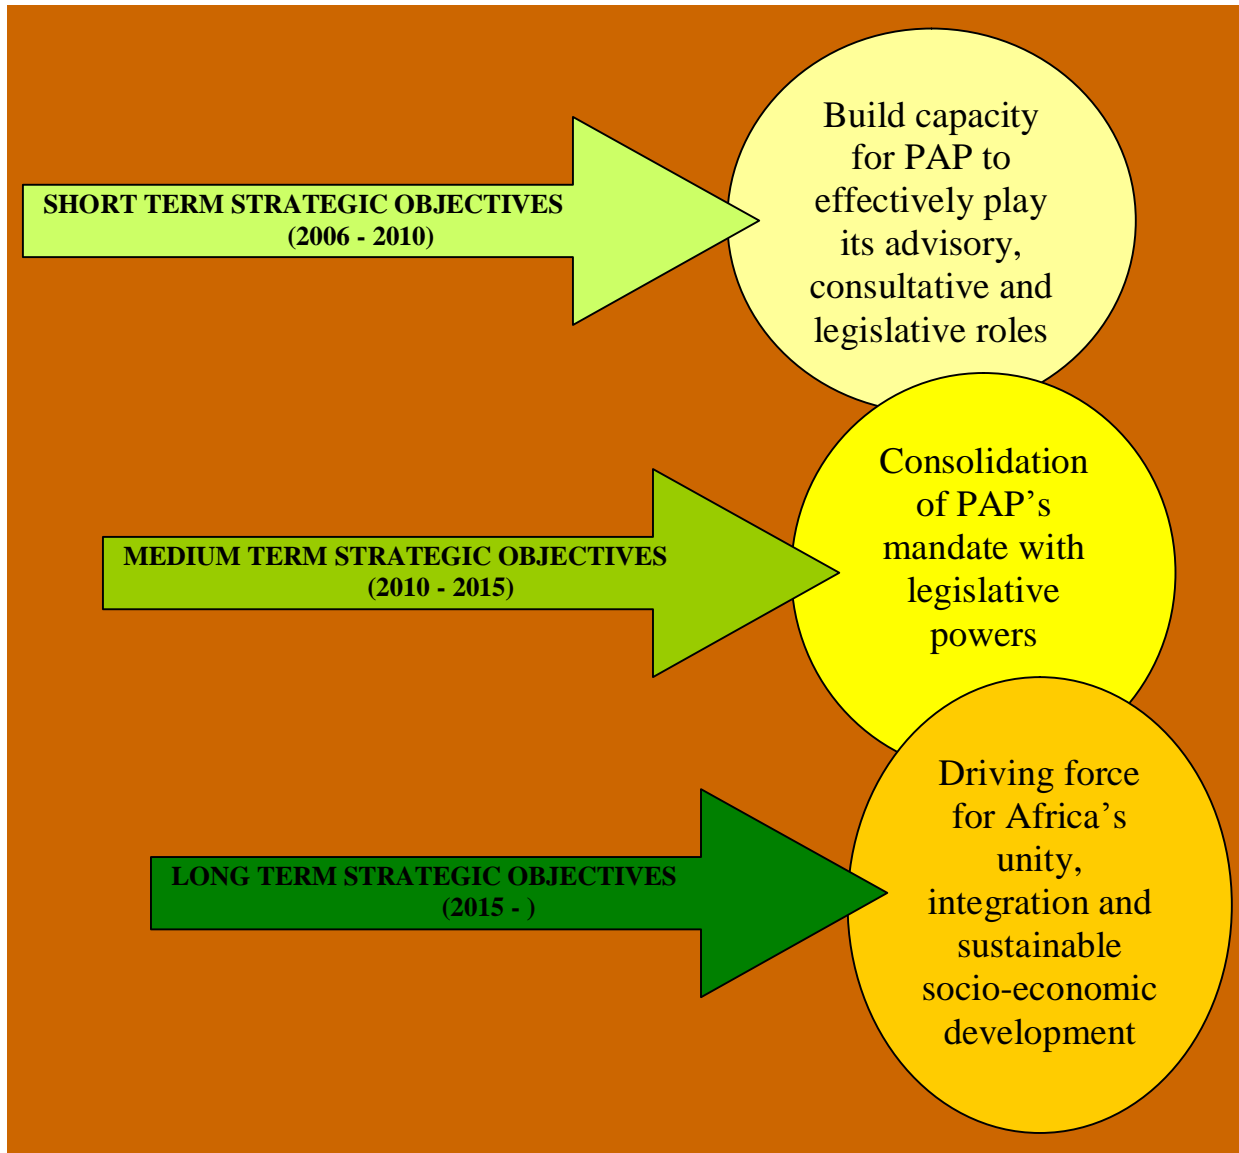 SHORT TERM STRATEGIC OBJECTIVES
(2006 - 2010)
Build capacity
for PAP to
effectively play
its advisory,
consultative and
legislative roles
MEDIUM TERM STRATEGIC OBJECTIVES
(2010 - 2015)
Consolidation
of PAP’s
mandate with
legislative
powers
LONG TERM STRATEGIC OBJECTIVES
(2015 - )
Driving force
for Africa’s
unity,
integration and
sustainable
socio-economic
development